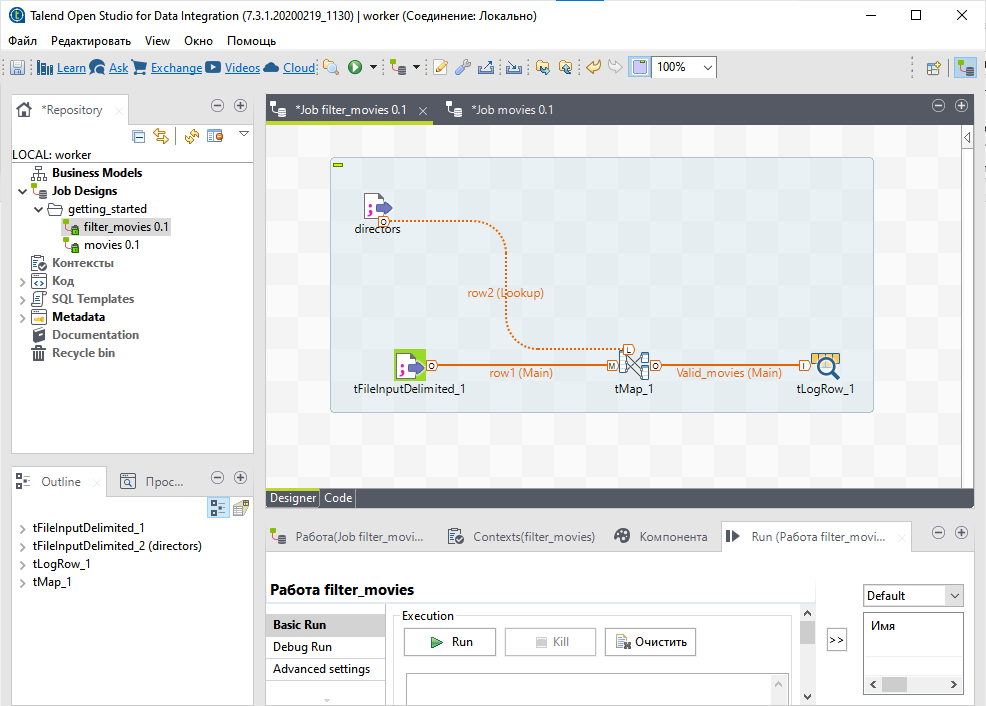 Talend Open Studio for Data Integration (7.3.1.20200219_1130) | worker (Соединение: Локально)
Файл Редактировать View Окно Помощь
Learn Ask Exchange Videos Cloud 100%
*Repository
LOCAL: worker
Business Models
Job Designs
getting_started
filter_movies 0.1
movies 0.1
Контексты
Код
SQL Templates
Metadata
Documentation
Recycle bin
Outline Прос...
tFileInputDelimited_1
tFileInputDelimited_2 (directors)
tLogRow_1
tMap_1
*Job filter_movies 0.1 *Job movies 0.1
directors
row2 (Lookup)
row1 (Main) Valid_movies (Main)
tFileInputDelimited_1 tMap_1 tLogRow_1
Designer Code
Работа(Job filter_movi... Contexts(filter_movies) Компонента Run (Работа filter_movi...
Работа filter_movies
Basic Run
Debug Run
Advanced settings
Execution
Run Kill Очистить
>>
Default
Имя